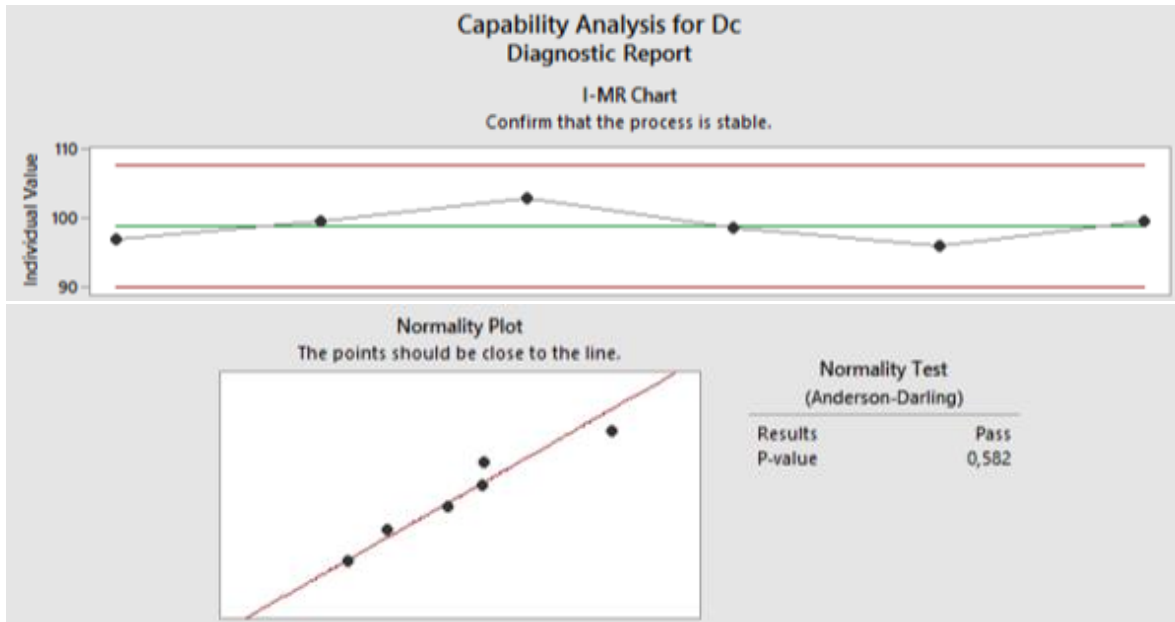 Capability Analysis for Dc
Diagnostic Report
I-MR Chart
Confirm that the process is stable.
Individual Value
110
100
90
Normality Plot
The points should be close to the line.
Normality Test
(Anderson-Darling)
Results Pass
P-value 0,582